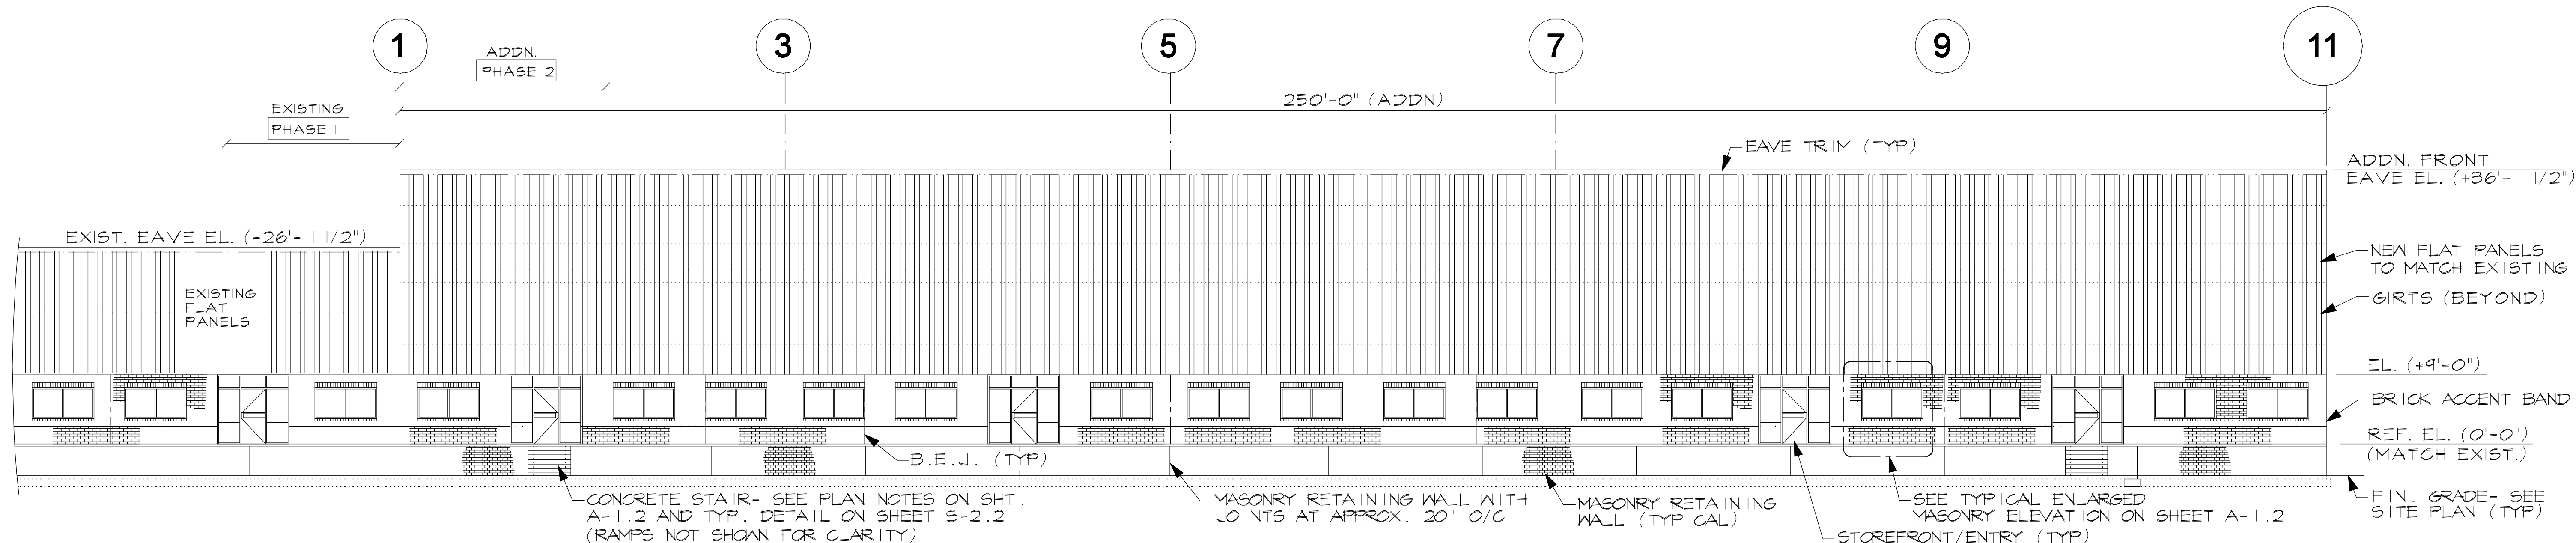 1
3
5
7
9
11
ADDN.
PHASE 2
EXISTING
PHASE 1
250'-0" (ADDN)
EAVE TRIM (TYP)
ADDN. FRONT
EAVE EL. (+36'- 11/2")
EXIST. EAVE EL. (+26'- 11/2")
EXISTING
FLAT
PANELS
NEW FLAT PANELS
TO MATCH EXISTING
GIRTS (BEYOND)
EL. (+9'-0")
BRICK ACCENT BAND
REF. EL. (0'-0")
(MATCH EXIST.)
B.E.J. (TYP)
CONCRETE STAIR- SEE PLAN NOTES ON SHT.
A-1.2 AND TYP. DETAIL ON SHEET S-2.2
(RAMPS NOT SHOWN FOR CLARITY)
MASONRY RETAINING WALL WITH
JOINTS AT APPROX. 20' O/C
MASONRY RETAINING
WALL (TYPICAL)
SEE TYPICAL ENLARGED
MASONRY ELEVATION ON SHEET A-1.2
STOREFRONT/ENTRY (TYP)
FIN. GRADE- SEE
SITE PLAN (TYP)